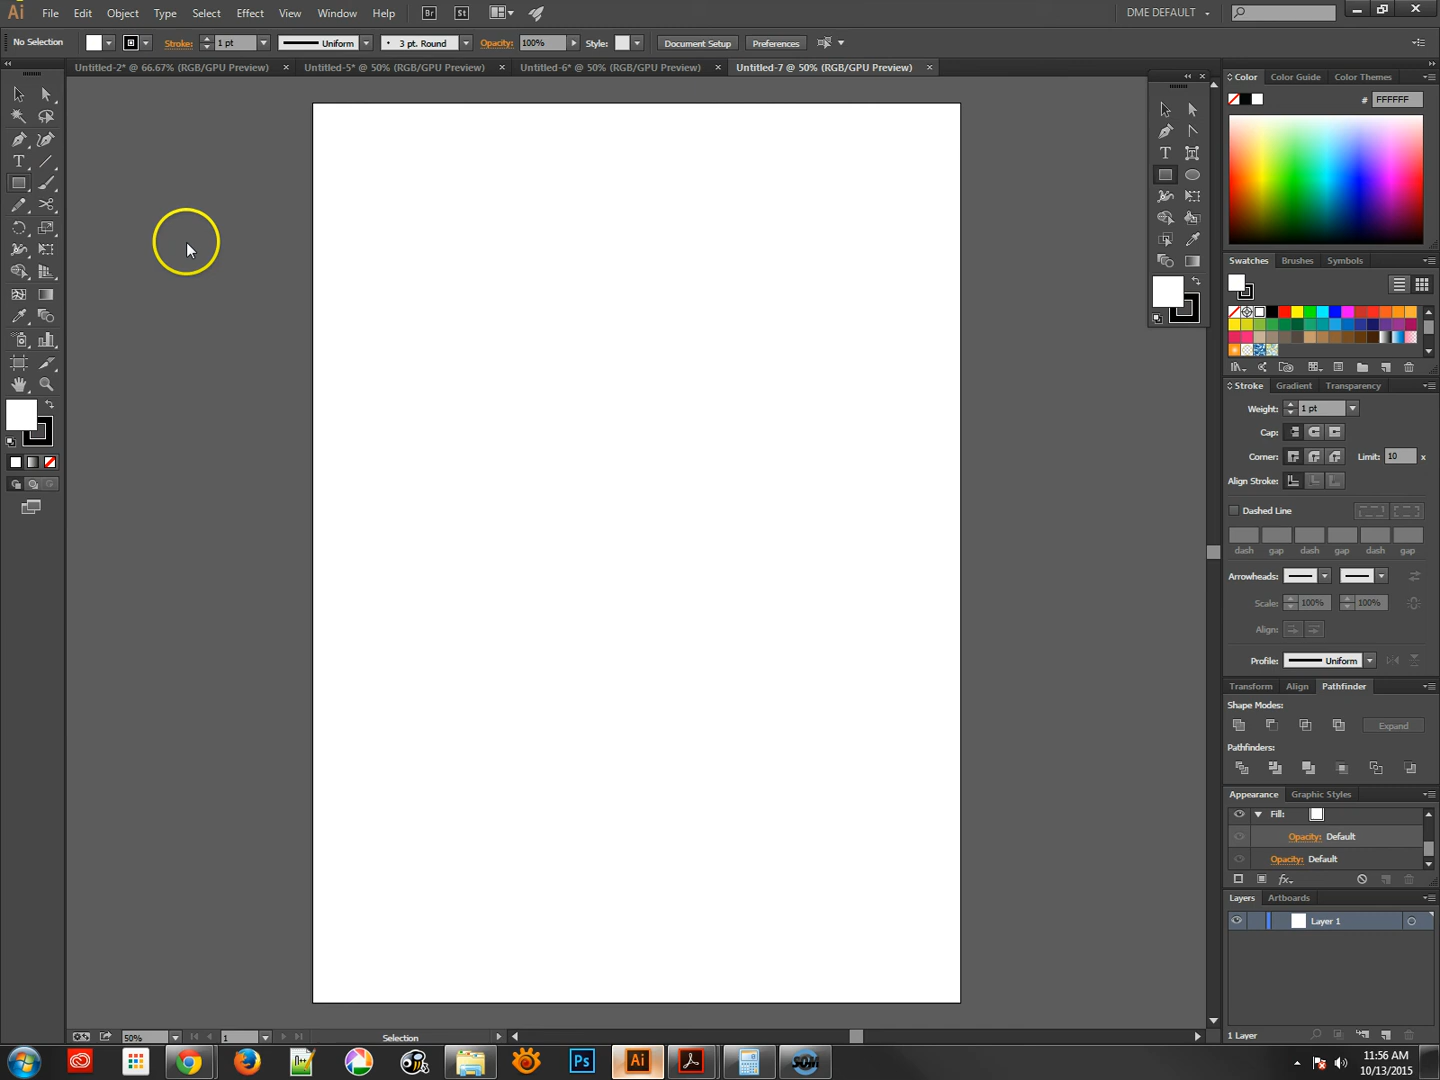 Ai File Edit Object Type Select Effect View Window Help Br St DME DEFAULT
No Selection Stroke: 1 pt Uniform 3 pt. Round Opacity: 100% Style: Document Setup Preferences
Untitled-2* @ 66.67% (RGB/GPU Preview) Untitled-5* @ 50% (RGB/GPU Preview) Untitled-6* @ 50% (RGB/GPU Preview) Untitled-7 @ 50% (RGB/GPU Preview)
Color Color Guide Color Themes
# FFFFFF
Swatches Brushes Symbols
Stroke Gradient Transparency
Weight: 1 pt
Cap:
Corner: Limit: 10 x
Align Stroke:
Dashed Line
dash gap dash gap dash gap
Arrowheads:
Scale: 100% 100%
Align:
Profile: Uniform
Transform Align Pathfinder
Shape Modes:
Expand
Pathfinders:
Appearance Graphic Styles
Fill:
Opacity: Default
Opacity: Default
Layers Artboards
Layer 1
50% 1 Selection
1 Layer
Ps Ai
11:56 AM
10/13/2015